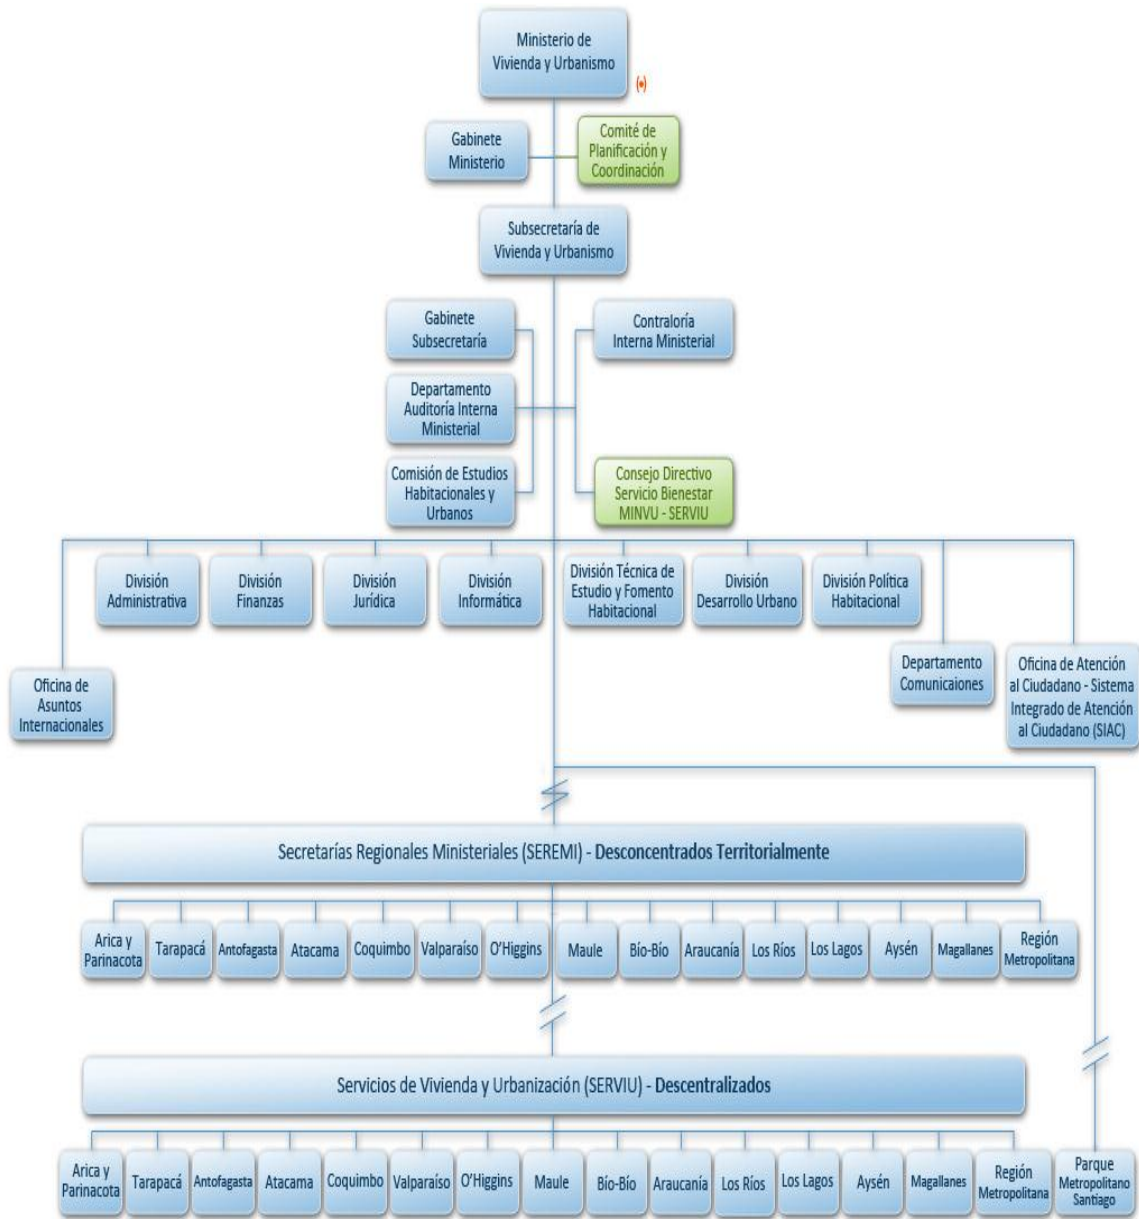 Ministerio de
Vivienda y Urbanismo
(•)
Gabinete
Ministerio
Comité de
Planificación y
Coordinación
Subsecretaría de
Vivienda y Urbanismo
Gabinete
Subsecretaría
Contraloría
Interna Ministerial
Departamento
Auditoría Interna
Ministerial
Comisión de Estudios
Habitacionales y
Urbanos
Consejo Directivo
Servicio Bienestar
MINVU - SERVIU
División
Administrativa
División
Finanzas
División
Jurídica
División
Informática
División Técnica de
Estudio y Fomento
Habitacional
División
Desarrollo Urbano
División Política
Habitacional
Oficina de
Asuntos
Internacionales
Departamento
Comunicaiones
Oficina de Atención
al Ciudadano - Sistema
Integrado de Atención
al Ciudadano (SIAC)
Secretarías Regionales Ministeriales (SEREMI) - Desconcentrados Territorialmente
Arica y
Parinacota
Tarapacá
Antofagasta
Atacama
Coquimbo
Valparaíso
O'Higgins
Maule
Bío-Bío
Araucanía
Los Ríos
Los Lagos
Aysén
Magallanes
Región
Metropolitana
Servicios de Vivienda y Urbanización (SERVIU) - Descentralizados
Arica y
Parinacota
Tarapacá
Antofagasta
Atacama
Coquimbo
Valparaíso
O'Higgins
Maule
Bío-Bío
Araucanía
Los Ríos
Los Lagos
Aysén
Magallanes
Región
Metropolitana
Parque
Metropolitano
Santiago